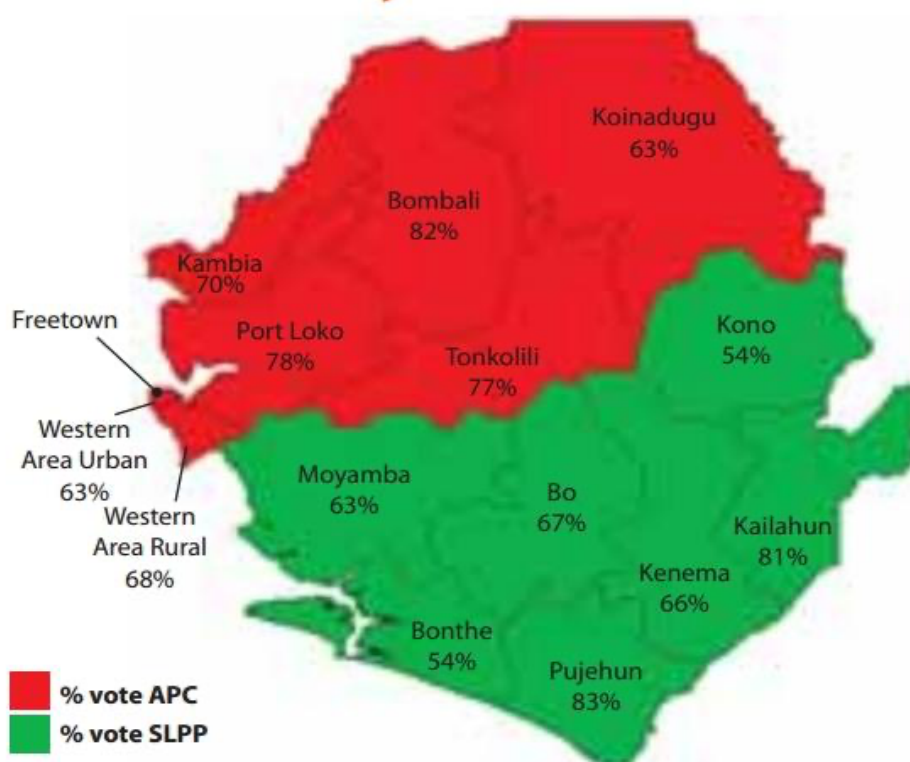 Koinadugu
63%
Bombali
82%
Kambia
70%
Freetown
Port Loko
78%
Kono
54%
Tonkolili
77%
Western
Area Urban
63%
Western
Area Rural
68%
Moyamba
63%
Bo
67%
Kailahun
81%
Kenema
66%
Bonthe
54%
Pujehun
83%
% vote APC
% vote SLPP